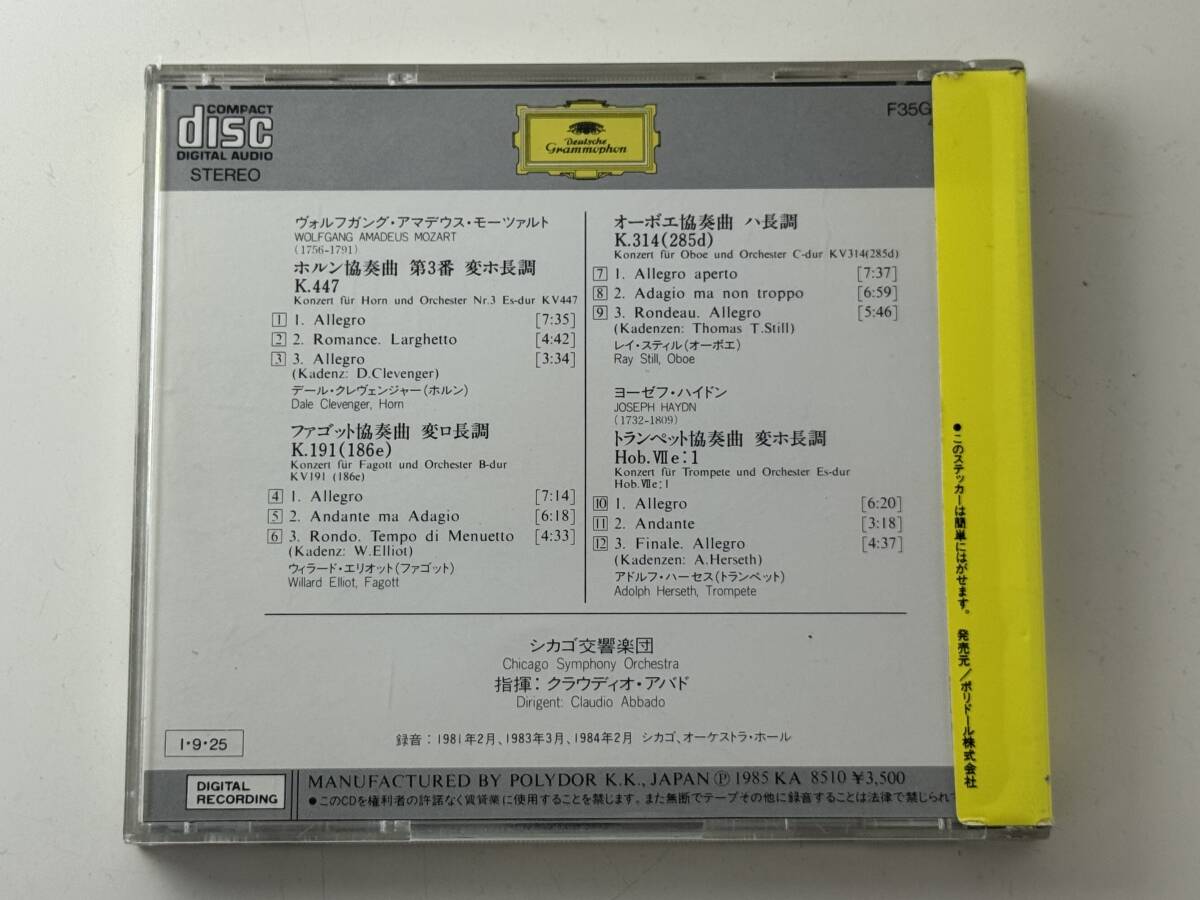 COMPACT
disc
DIGITAL AUDIO
STEREO
Deutsche
Grammophon
F35G
ヴォルフガング・アマデウス・モーツァルト
WOLFGANG AMADEUS MOZART
(1756-1791)
ホルン協奏曲 第3番 変ホ長調
K.447
Konzert für Horn und Orchester Nr.3 Es-dur KV447
1 1. Allegro [7:35]
2 2. Romance. Larghetto [4:42]
3 3. Allegro [3:34]
(Kadenz: D.Clevenger)
デール・クレヴェンジャー(ホルン)
Dale Clevenger, Horn
ファゴット協奏曲 変ロ長調
K.191(186e)
Konzert für Fagott und Orchester B-dur
KV191 (186e)
4 1. Allegro [7:14]
5 2. Andante ma Adagio [6:18]
6 3. Rondo. Tempo di Menuetto [4:33]
(Kadenz: W.Elliot)
ウィラード・エリオット(ファゴット)
Willard Elliot, Fagott
オーボエ協奏曲 ハ長調
K.314(285d)
Konzert für Oboe und Orchester C-dur KV314(285d)
7 1. Allegro aperto [7:37]
8 2. Adagio ma non troppo [6:59]
9 3. Rondeau. Allegro [5:46]
(Kadenzen: Thomas T.Still)
レイ・スティル(オーボエ)
Ray Still, Oboe
ヨーゼフ・ハイドン
JOSEPH HAYDN
(1732-1809)
トランペット協奏曲 変ホ長調
Hob.Ⅶe:1
Konzert für Trompete und Orchester Es-dur
Hob.Ⅶe:1
10 1. Allegro [6:20]
11 2. Andante [3:18]
12 3. Finale. Allegro [4:37]
(Kadenzen: A.Herseth)
アドルフ・ハーセス(トランペット)
Adolph Herseth, Trompete
シカゴ交響楽団
Chicago Symphony Orchestra
指揮: クラウディオ・アバド
Dirigent: Claudio Abbado
録音:1981年2月、1983年3月、1984年2月 シカゴ、オーケストラ・ホール
1・9・25
DIGITAL
RECORDING
MANUFACTURED BY POLYDOR K.K., JAPAN Ⓟ 1985 KA 8510 ¥3,500
●このCDを権利者の許諾なく賃貸業に使用することを禁じます。また無断でテープその他に録音することは法律で禁じられて
●このステッカーは簡単にはがせます。 発売元/ポリドール株式会社